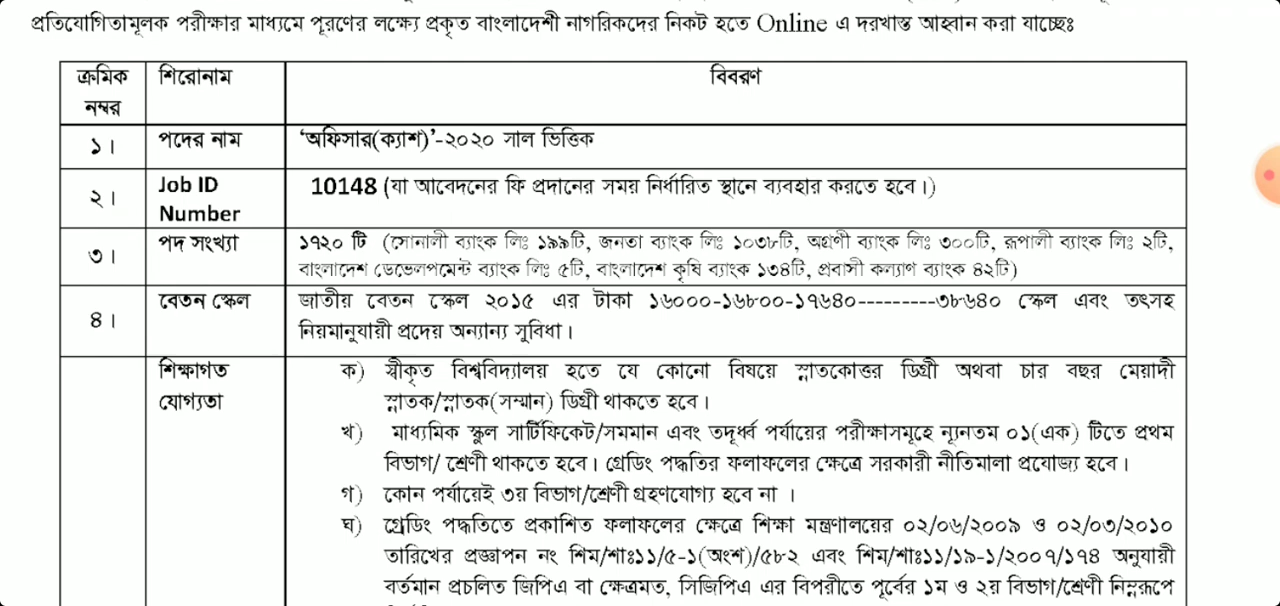 প্রতিযোগিতামূলক পরীক্ষার মাধ্যমে পূরণের লক্ষ্যে প্রকৃত বাংলাদেশী নাগরিকদের নিকট হতে Online এ দরখাস্ত আহ্বান করা যাচ্ছেঃ
ক্রমিক নম্বর শিরোনাম বিবরণ
১। পদের নাম ‘অফিসার(ক্যাশ)’-২০২০ সাল ভিত্তিক
২। Job ID Number 10148 (যা আবেদনের ফি প্রদানের সময় নির্ধারিত স্থানে ব্যবহার করতে হবে।)
৩। পদ সংখ্যা ১৭২০ টি (সোনালী ব্যাংক লিঃ ১৯৯টি, জনতা ব্যাংক লিঃ ১০৩৮টি, অগ্রণী ব্যাংক লিঃ ৩০০টি, রূপালী ব্যাংক লিঃ ২টি,
বাংলাদেশ ডেভেলপমেন্ট ব্যাংক লিঃ ৫টি, বাংলাদেশ কৃষি ব্যাংক ১৩৪টি, প্রবাসী কল্যাণ ব্যাংক ৪২টি)
৪। বেতন স্কেল জাতীয় বেতন স্কেল ২০১৫ এর টাকা ১৬০০০-১৬৮০০-১৭৬৪০---------৩৮৬৪০ স্কেল এবং তৎসহ
নিয়মানুযায়ী প্রদেয় অন্যান্য সুবিধা।
শিক্ষাগত যোগ্যতা ক) স্বীকৃত বিশ্ববিদ্যালয় হতে যে কোনো বিষয়ে স্নাতকোত্তর ডিগ্রী অথবা চার বছর মেয়াদী
স্নাতক/স্নাতক(সম্মান) ডিগ্রী থাকতে হবে।
খ) মাধ্যমিক স্কুল সার্টিফিকেট/সমমান এবং তদূর্ধ্ব পর্যায়ের পরীক্ষাসমূহে ন্যূনতম ০১(এক) টিতে প্রথম
বিভাগ/ শ্রেণী থাকতে হবে। গ্রেডিং পদ্ধতির ফলাফলের ক্ষেত্রে সরকারী নীতিমালা প্রযোজ্য হবে।
গ) কোন পর্যায়েই ৩য় বিভাগ/শ্রেণী গ্রহণযোগ্য হবে না ।
ঘ) গ্রেডিং পদ্ধতিতে প্রকাশিত ফলাফলের ক্ষেত্রে শিক্ষা মন্ত্রণালয়ের ০২/০৬/২০০৯ ও ০২/০৩/২০১০
তারিখের প্রজ্ঞাপন নং শিম/শাঃ১১/৫-১(অংশ)/৫৮২ এবং শিম/শাঃ১১/১৯-১/২০০৭/১৭৪ অনুযায়ী
বর্তমান প্রচলিত জিপিএ বা ক্ষেত্রমত, সিজিপিএ এর বিপরীতে পূর্বের ১ম ও ২য় বিভাগ/শ্রেণী নিম্নরূপে